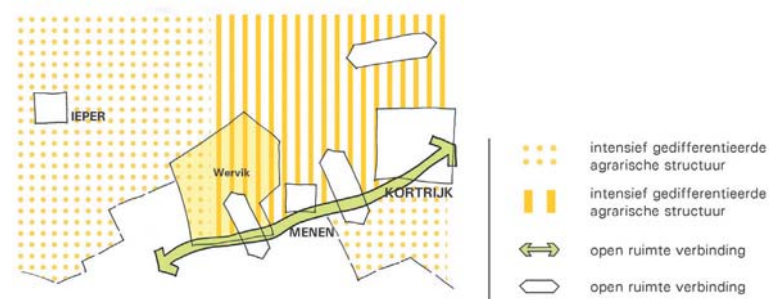 IEPER
Wervik
KORTRIJK
MENEN
intensief gedifferentieerde
agrarische structuur
intensief gedifferentieerde
agrarische structuur
open ruimte verbinding
open ruimte verbinding